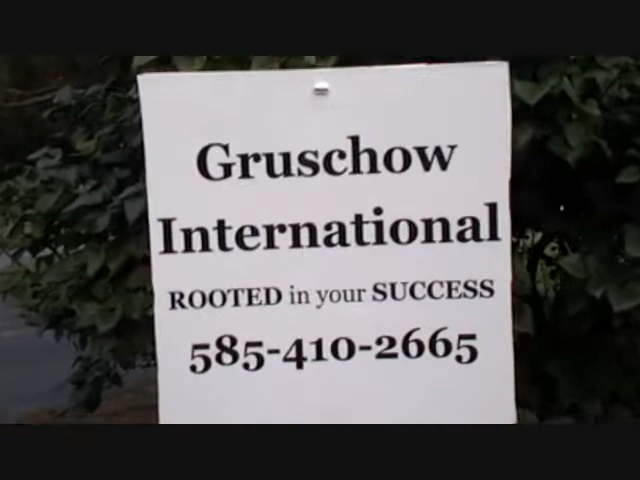 Gruschow
International
ROOTED in your SUCCESS
585-410-2665